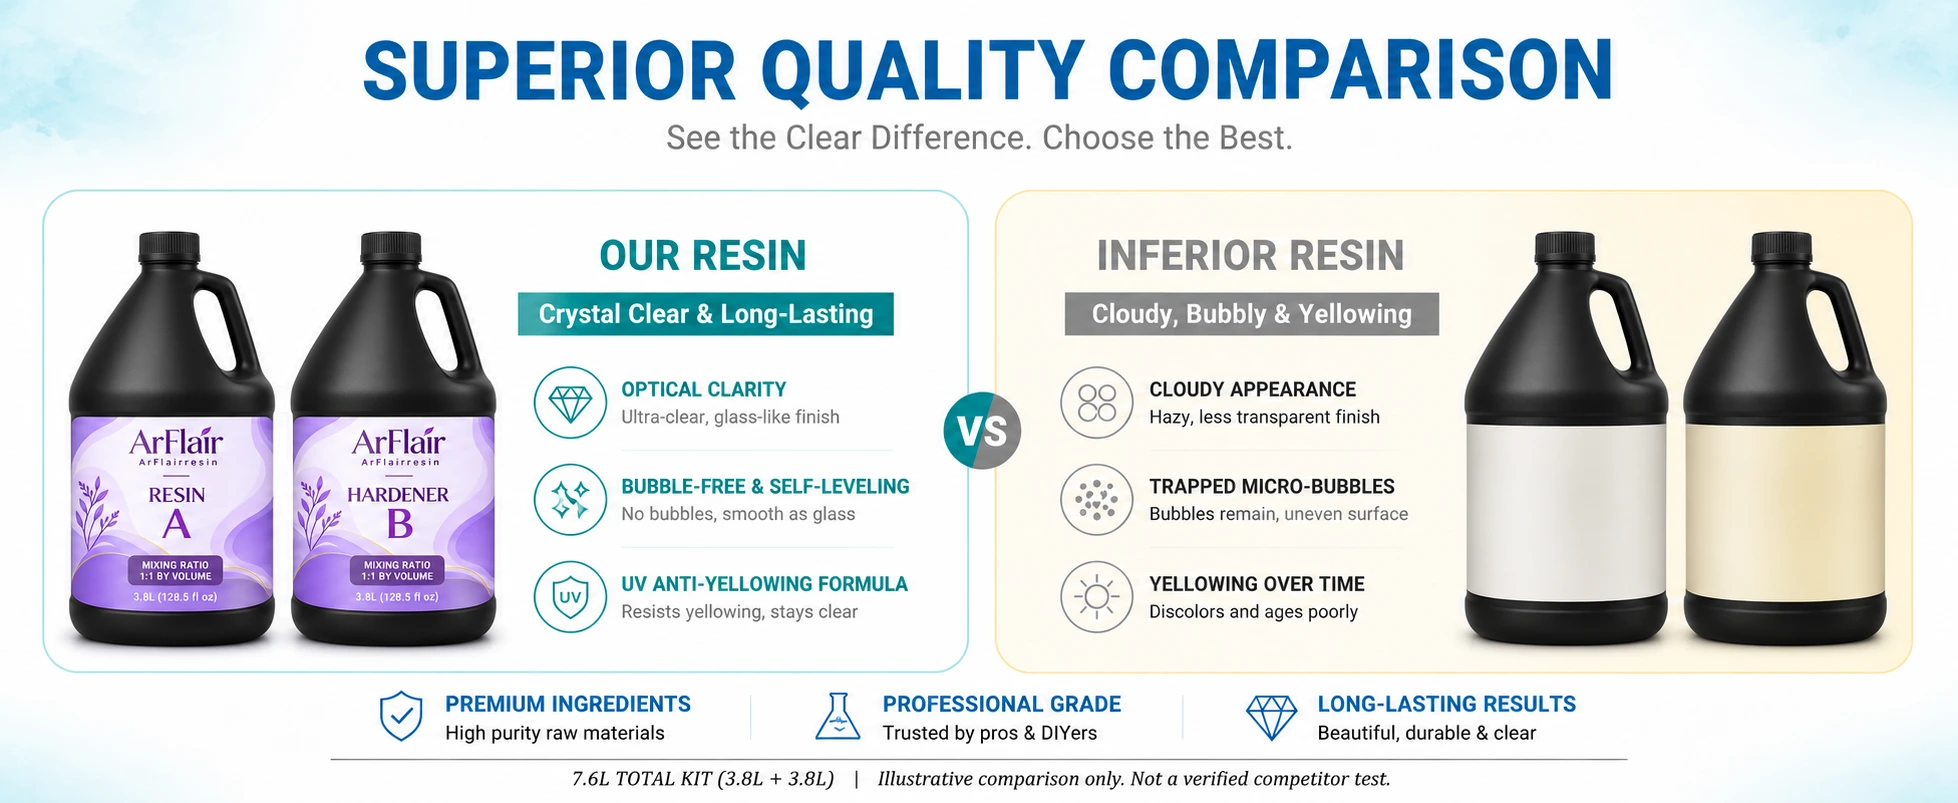 SUPERIOR QUALITY COMPARISON
See the Clear Difference. Choose the Best.
ArFlair
ArFlairresin
RESIN
A
MIXING RATIO
1:1 BY VOLUME
3.8L (128.5 fl oz)
ArFlair
ArFlairresin
HARDENER
B
MIXING RATIO
1:1 BY VOLUME
3.8L (128.5 fl oz)
OUR RESIN
Crystal Clear & Long-Lasting
OPTICAL CLARITY
Ultra-clear, glass-like finish
BUBBLE-FREE & SELF-LEVELING
No bubbles, smooth as glass
UV
UV ANTI-YELLOWING FORMULA
Resists yellowing, stays clear
VS
INFERIOR RESIN
Cloudy, Bubbly & Yellowing
CLOUDY APPEARANCE
Hazy, less transparent finish
TRAPPED MICRO-BUBBLES
Bubbles remain, uneven surface
YELLOWING OVER TIME
Discolors and ages poorly
PREMIUM INGREDIENTS
High purity raw materials
PROFESSIONAL GRADE
Trusted by pros & DIYers
LONG-LASTING RESULTS
Beautiful, durable & clear
7.6L TOTAL KIT (3.8L + 3.8L) | Illustrative comparison only. Not a verified competitor test.